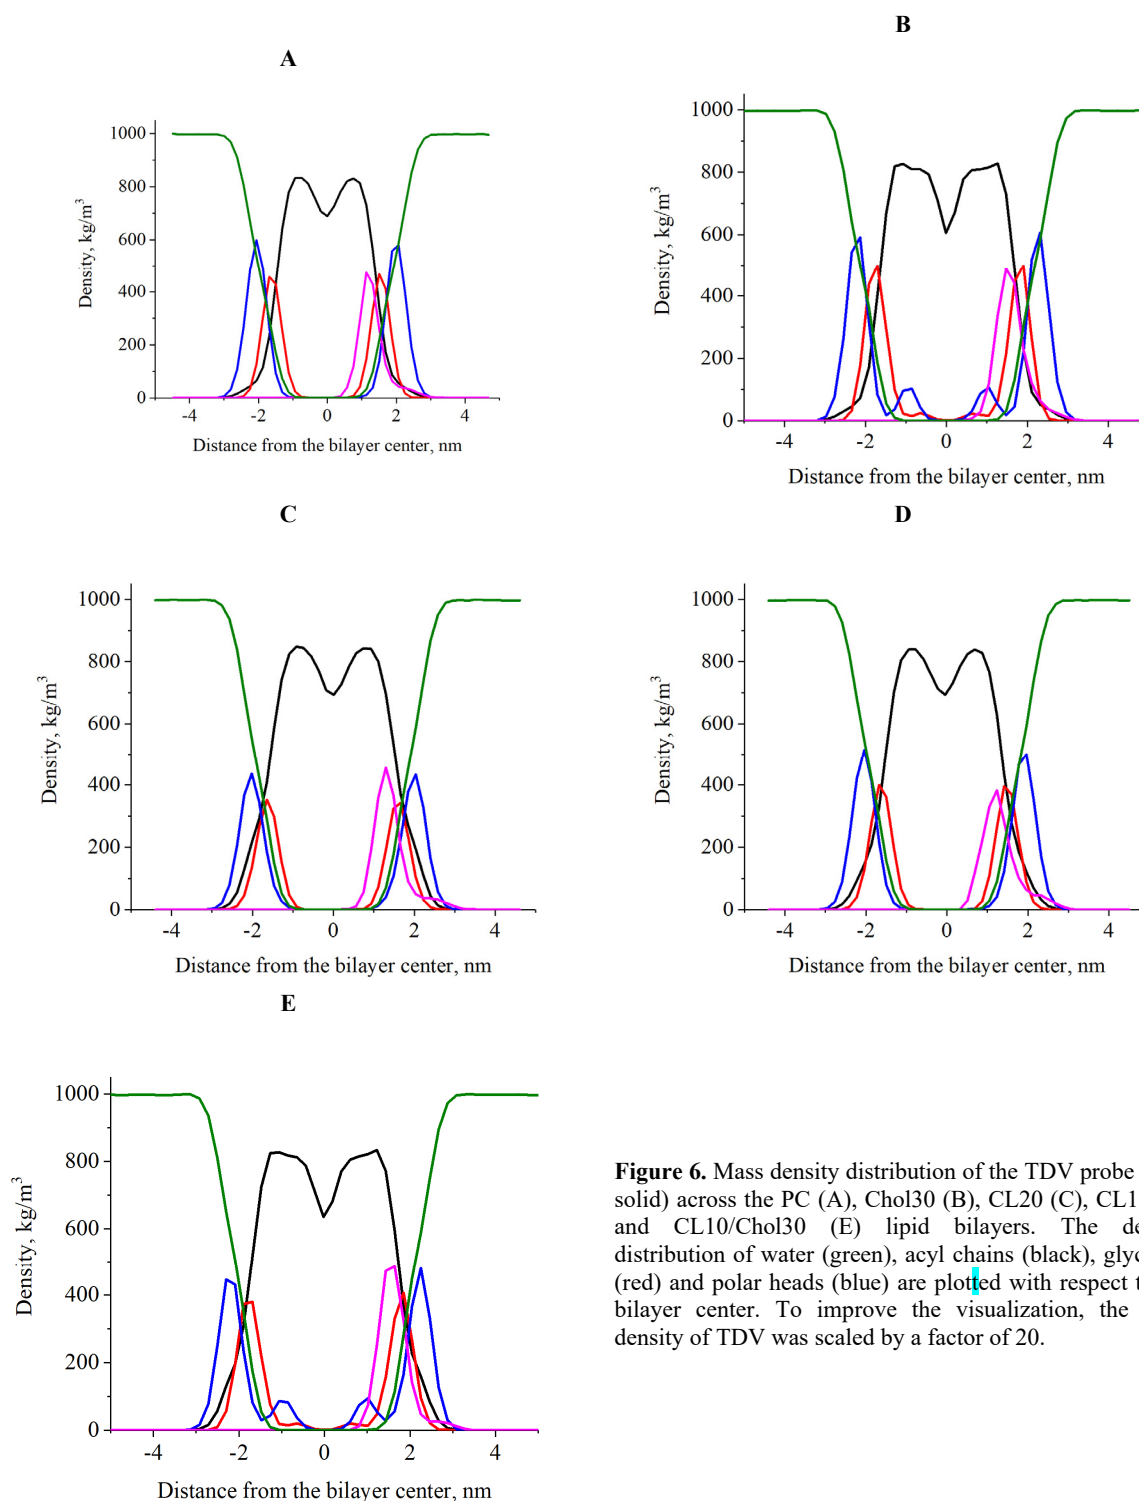 A
B
1000
800
600
400
200
0
Density, kg/m³
-4 -2 0 2 4
Distance from the bilayer center, nm
1000
800
600
400
200
0
Density, kg/m³
-4 -2 0 2 4
Distance from the bilayer center, nm
C
D
1000
800
600
400
200
0
Density, kg/m³
-4 -2 0 2 4
Distance from the bilayer center, nm
1000
800
600
400
200
0
Density, kg/m³
-4 -2 0 2 4
Distance from the bilayer center, nm
E
1000
800
600
400
200
0
Density, kg/m³
-4 -2 0 2 4
Distance from the bilayer center, nm
Figure 6. Mass density distribution of the TDV probe
solid) across the PC (A), Chol30 (B), CL20 (C),
and CL10/Chol30 (E) lipid bilayers. The
distribution of water (green), acyl chains (black),
(red) and polar heads (blue) are plotted with respect
bilayer center. To improve the visualization, the
density of TDV was scaled by a factor of 20.